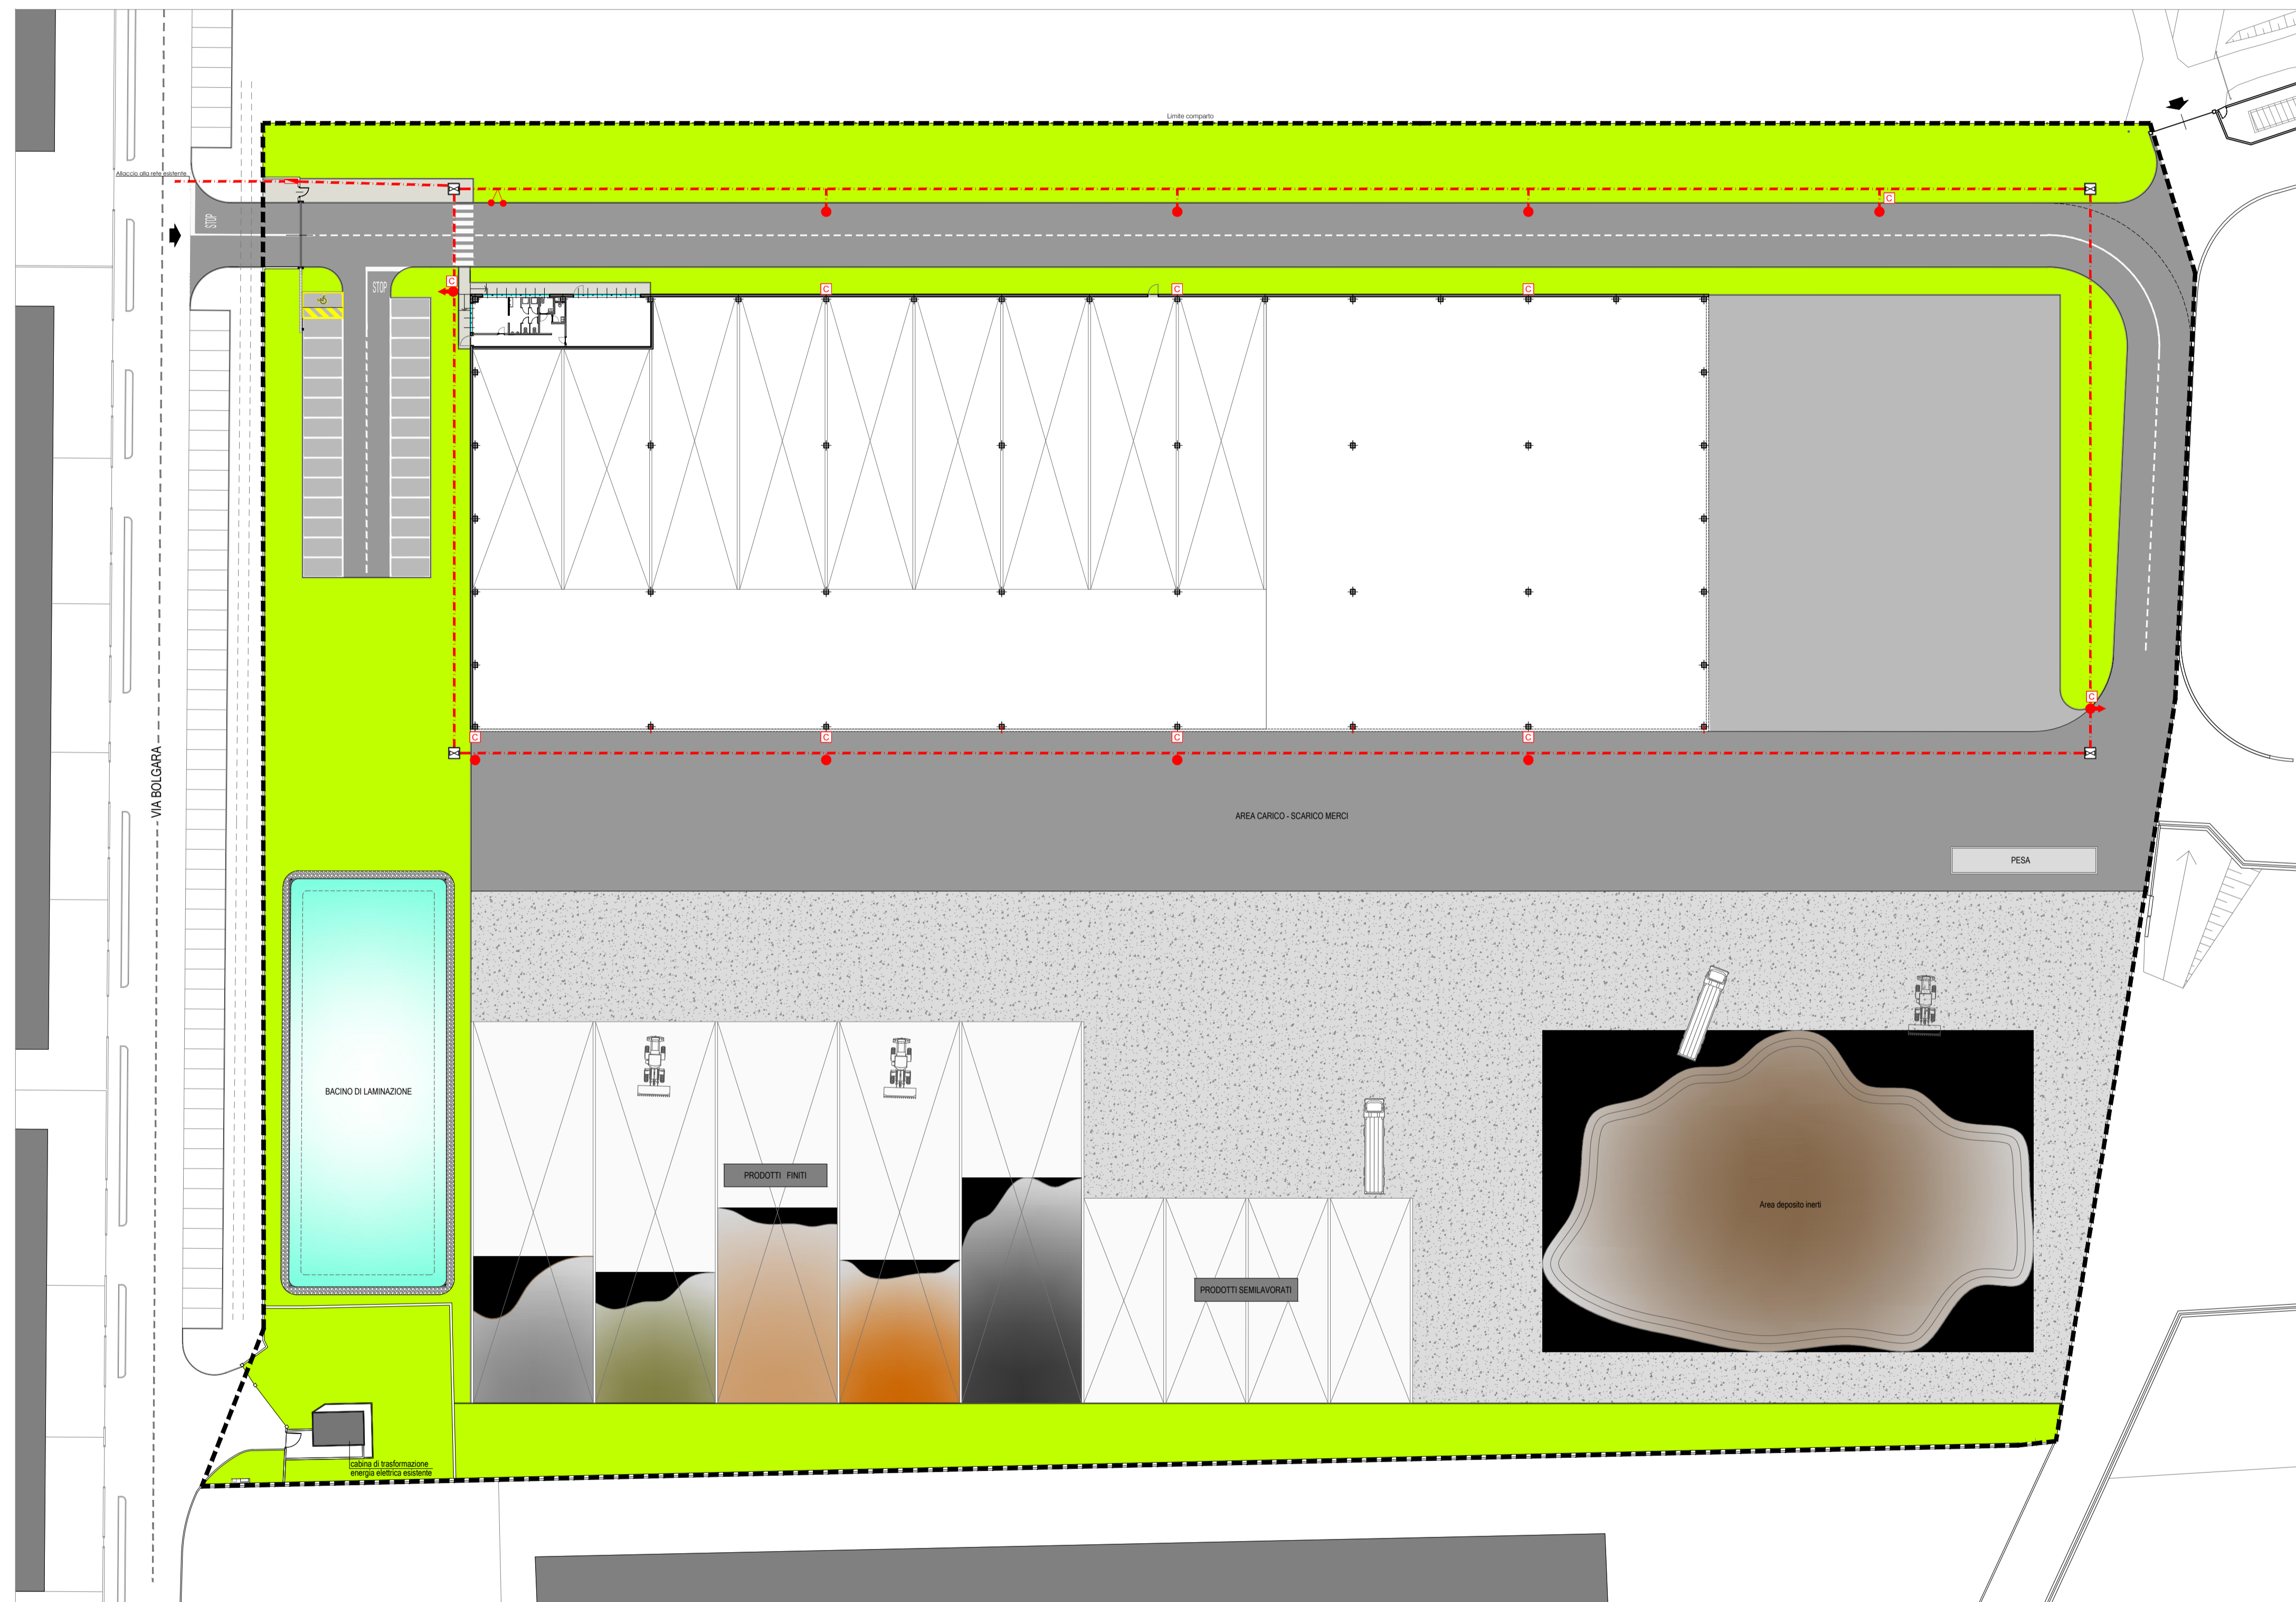 Limite comparto
Allaccio alla rete esistente
STOP
C
C
STOP
C
C
C
C
C
C
C
C
VIA BOLGARA
AREA CARICO - SCARICO MERCI
PESA
BACINO DI LAMINAZIONE
PRODOTTI FINITI
Area deposito inerti
PRODOTTI SEMILAVORATI
cabina di trasformazione
energia elettrica esistente